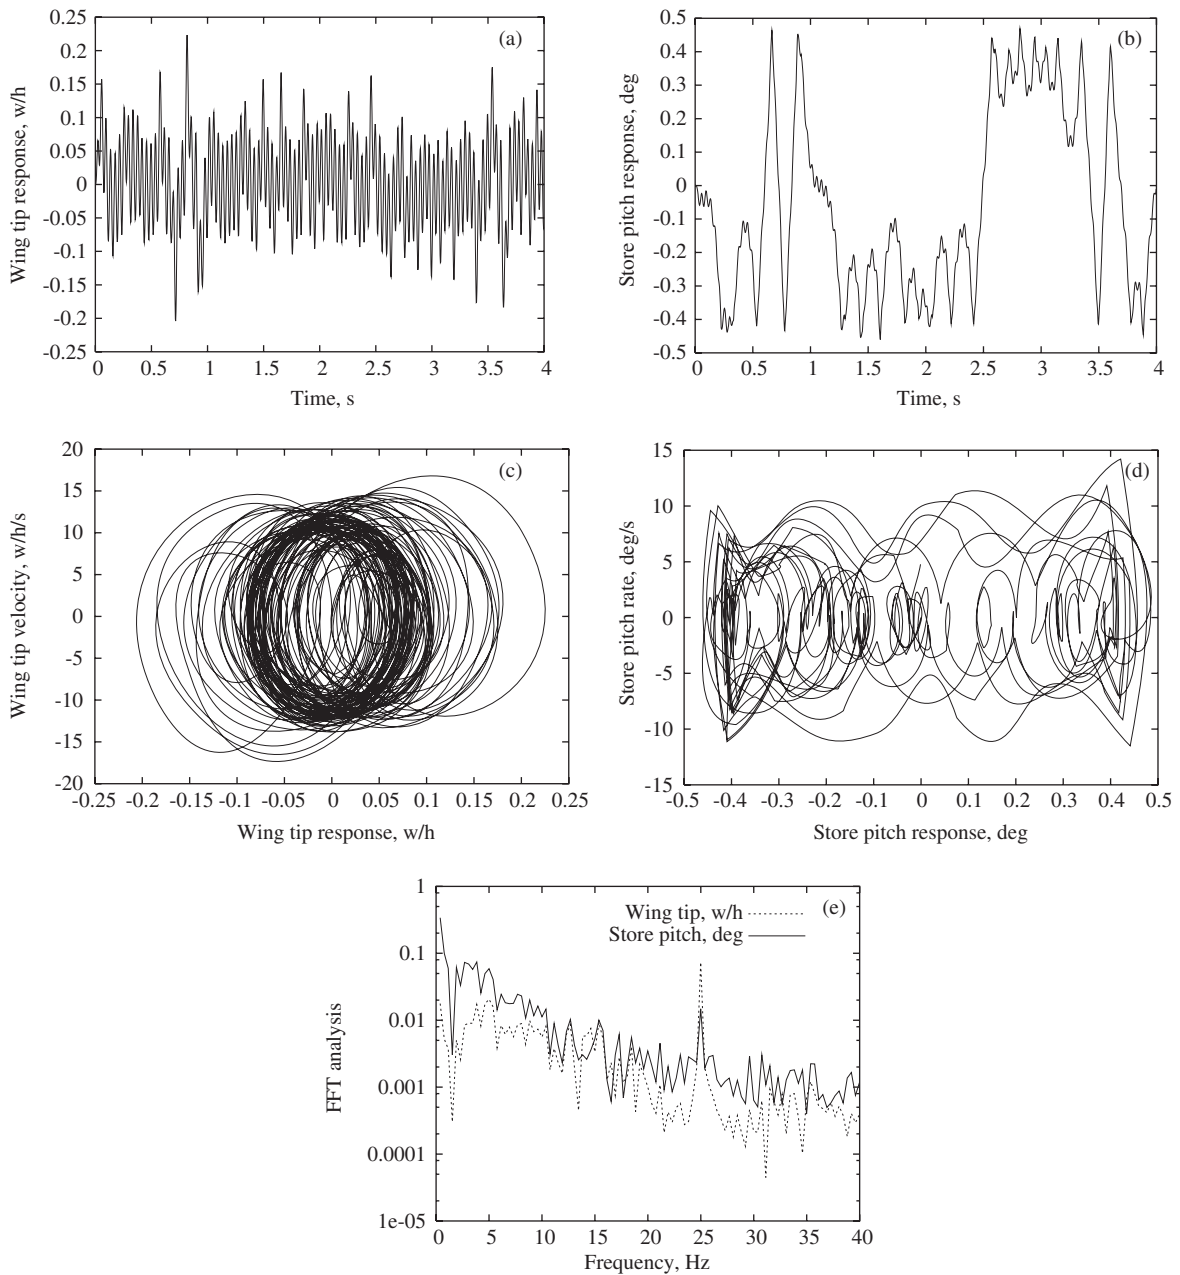 (a)
0.25
0.2
0.15
0.1
0.05
0
-0.05
-0.1
-0.15
-0.2
-0.25
Wing tip response, w/h
0 0.5 1 1.5 2 2.5 3 3.5 4
Time, s
(b)
0.5
0.4
0.3
0.2
0.1
0
-0.1
-0.2
-0.3
-0.4
-0.5
Store pitch response, deg
0 0.5 1 1.5 2 2.5 3 3.5 4
Time, s
(c)
20
15
10
5
0
-5
-10
-15
-20
Wing tip velocity, w/h/s
-0.25 -0.2 -0.15 -0.1 -0.05 0 0.05 0.1 0.15 0.2 0.25
Wing tip response, w/h
(d)
15
10
5
0
-5
-10
-15
Store pitch rate, deg/s
-0.5 -0.4 -0.3 -0.2 -0.1 0 0.1 0.2 0.3 0.4 0.5
Store pitch response, deg
(e)
Wing tip, w/h
Store pitch, deg
1
0.1
0.01
0.001
0.0001
1e-05
FFT analysis
0 5 10 15 20 25 30 35 40
Frequency, Hz